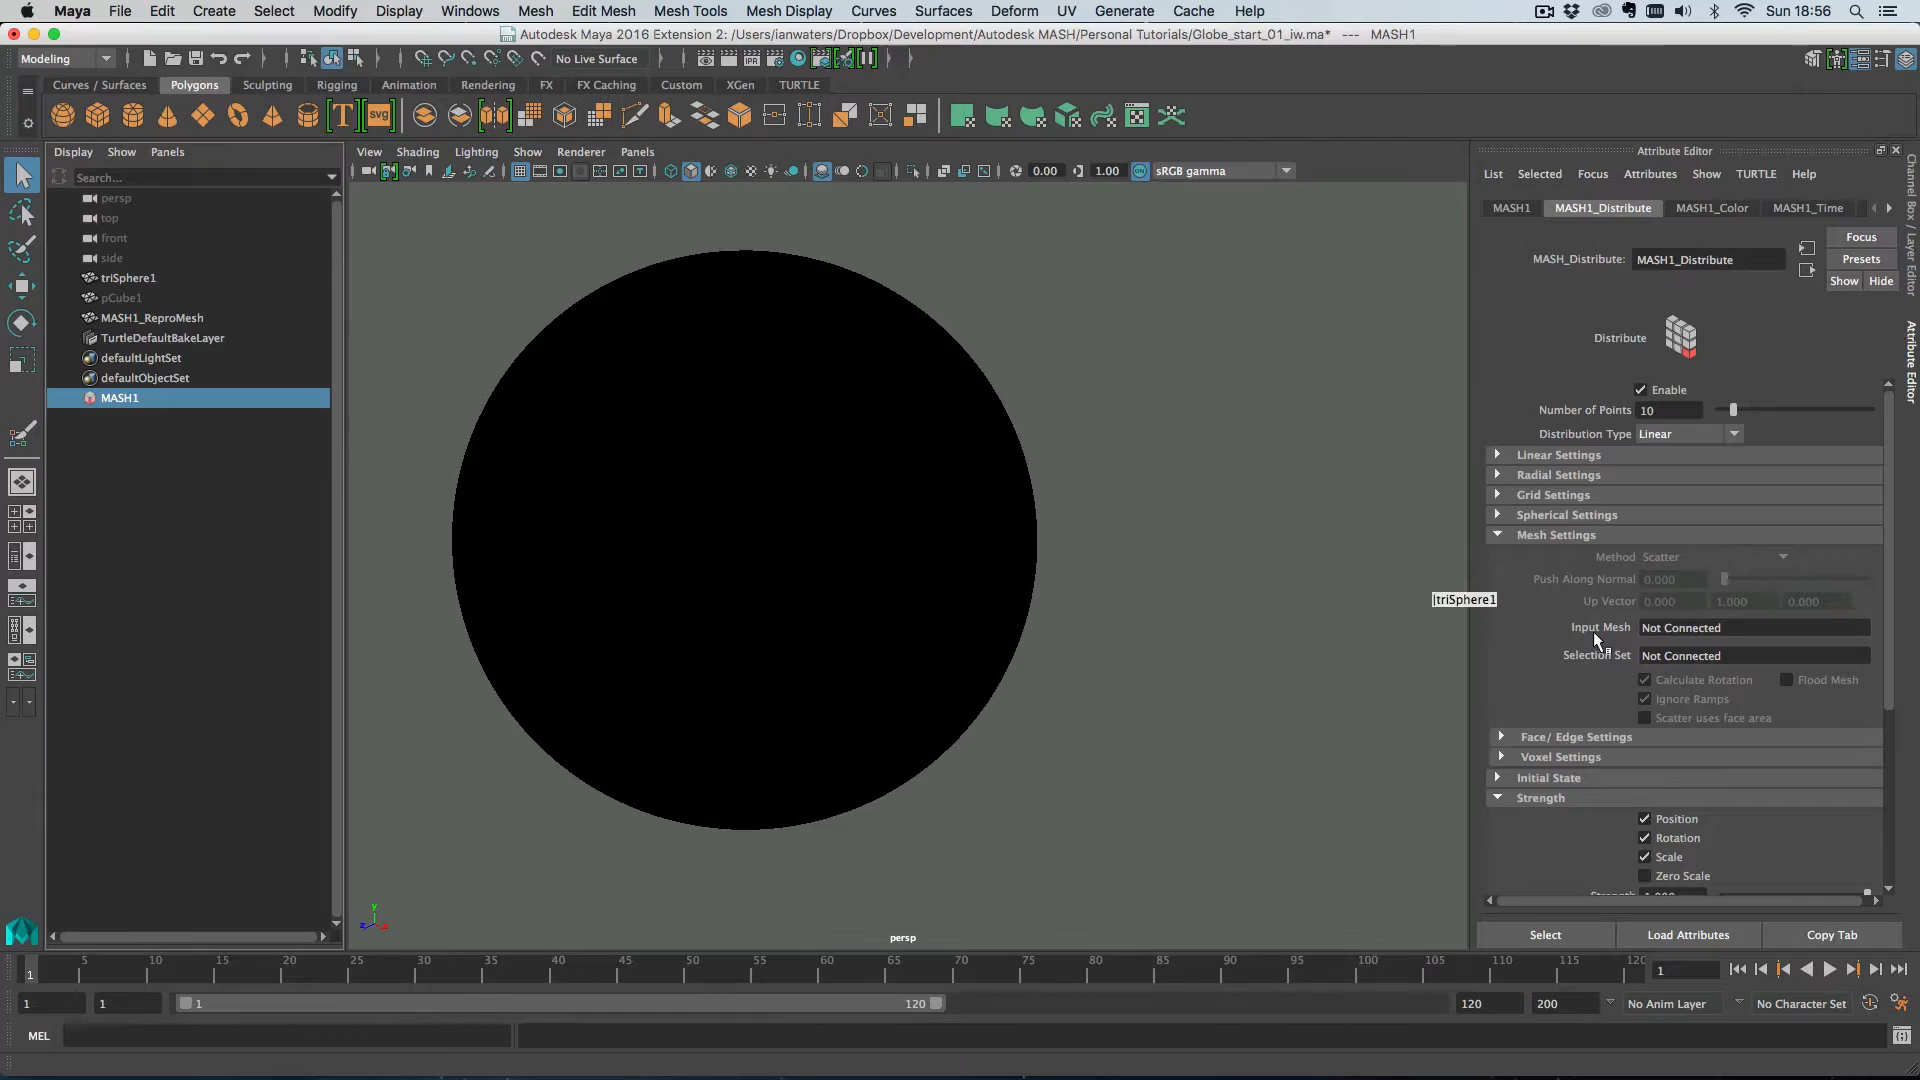 Maya File Edit Create Select Modify Display Windows Mesh Edit Mesh Mesh Tools Mesh Display Curves Surfaces Deform UV Generate Cache Help Sun 18:56
Autodesk Maya 2016 Extension 2: /Users/ianwaters/Dropbox/Development/Autodesk MASH/Personal Tutorials/Globe_start_01_iw.ma* --- MASH1
Modeling No Live Surface IPR
Curves / Surfaces Polygons Sculpting Rigging Animation Rendering FX FX Caching Custom XGen TURTLE
T svg
Display Show Panels
Search...
persp
top
front
side
triSphere1
pCube1
MASH1_ReproMesh
TurtleDefaultBakeLayer
defaultLightSet
defaultObjectSet
MASH1
View Shading Lighting Show Renderer Panels
0.00 1.00 sRGB gamma
y
z x
persp
|triSphere1
Attribute Editor
List Selected Focus Attributes Show TURTLE Help
MASH1 MASH1_Distribute MASH1_Color MASH1_Time
Focus
MASH_Distribute: MASH1_Distribute Presets
Show Hide
Distribute
Enable
Number of Points 10
Distribution Type Linear
Linear Settings
Radial Settings
Grid Settings
Spherical Settings
Mesh Settings
Method Scatter
Push Along Normal 0.000
Up Vector 0.000 1.000 0.000
Input Mesh Not Connected
Selection Set Not Connected
Calculate Rotation Flood Mesh
Ignore Ramps
Scatter uses face area
Face/ Edge Settings
Voxel Settings
Initial State
Strength
Position
Rotation
Scale
Zero Scale
Strength 1.000
Select Load Attributes Copy Tab
Channel Box / Layer Editor
Attribute Editor
1 5 10 15 20 25 30 35 40 45 50 55 60 65 70 75 80 85 90 95 100 105 110 115 120 1
1 1 1 120 120 200 No Anim Layer No Character Set
MEL